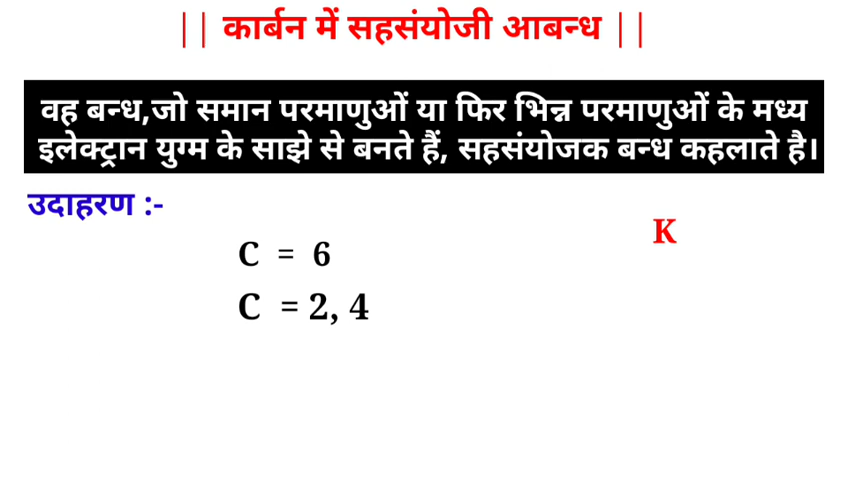 || कार्बन में सहसंयोजी आबन्ध ||
वह बन्ध,जो समान परमाणुओं या फिर भिन्न परमाणुओं के मध्य
इलेक्ट्रान युग्म के साझे से बनते हैं, सहसंयोजक बन्ध कहलाते है।
उदाहरण :-
K
C = 6
C = 2, 4